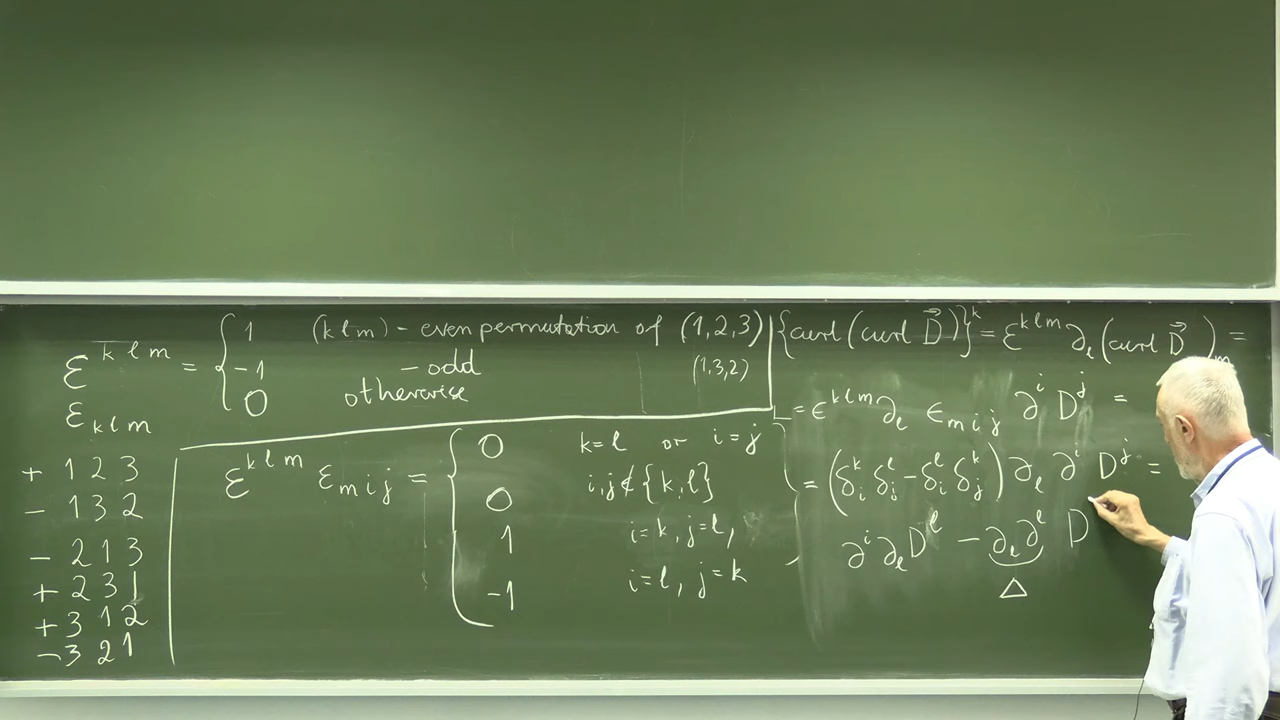 ε^{klm} = { 1 (klm) - even permutation of (1,2,3)
-1 - odd (1,3,2)
0 otherwise
ε_{klm}
+ 1 2 3
- 1 3 2
- 2 1 3
+ 2 3 1
+ 3 1 2
- 3 2 1
ε^{klm} ε_{mij} = { 0 k=l or i=j
0 i,j∉{k,l}
1 i=k, j=l,
-1 i=l, j=k
{curl(curl D⃗)}^k = ε^{klm} ∂_l (curl D⃗)_m =
= ϵ^{klm} ∂_l ϵ_{mij} ∂^i D^j =
= (δ^k_i δ^l_j - δ^l_i δ^k_j) ∂_l ∂^i D^j =
∂^i ∂_l D^l - ∂_l ∂^l D
△